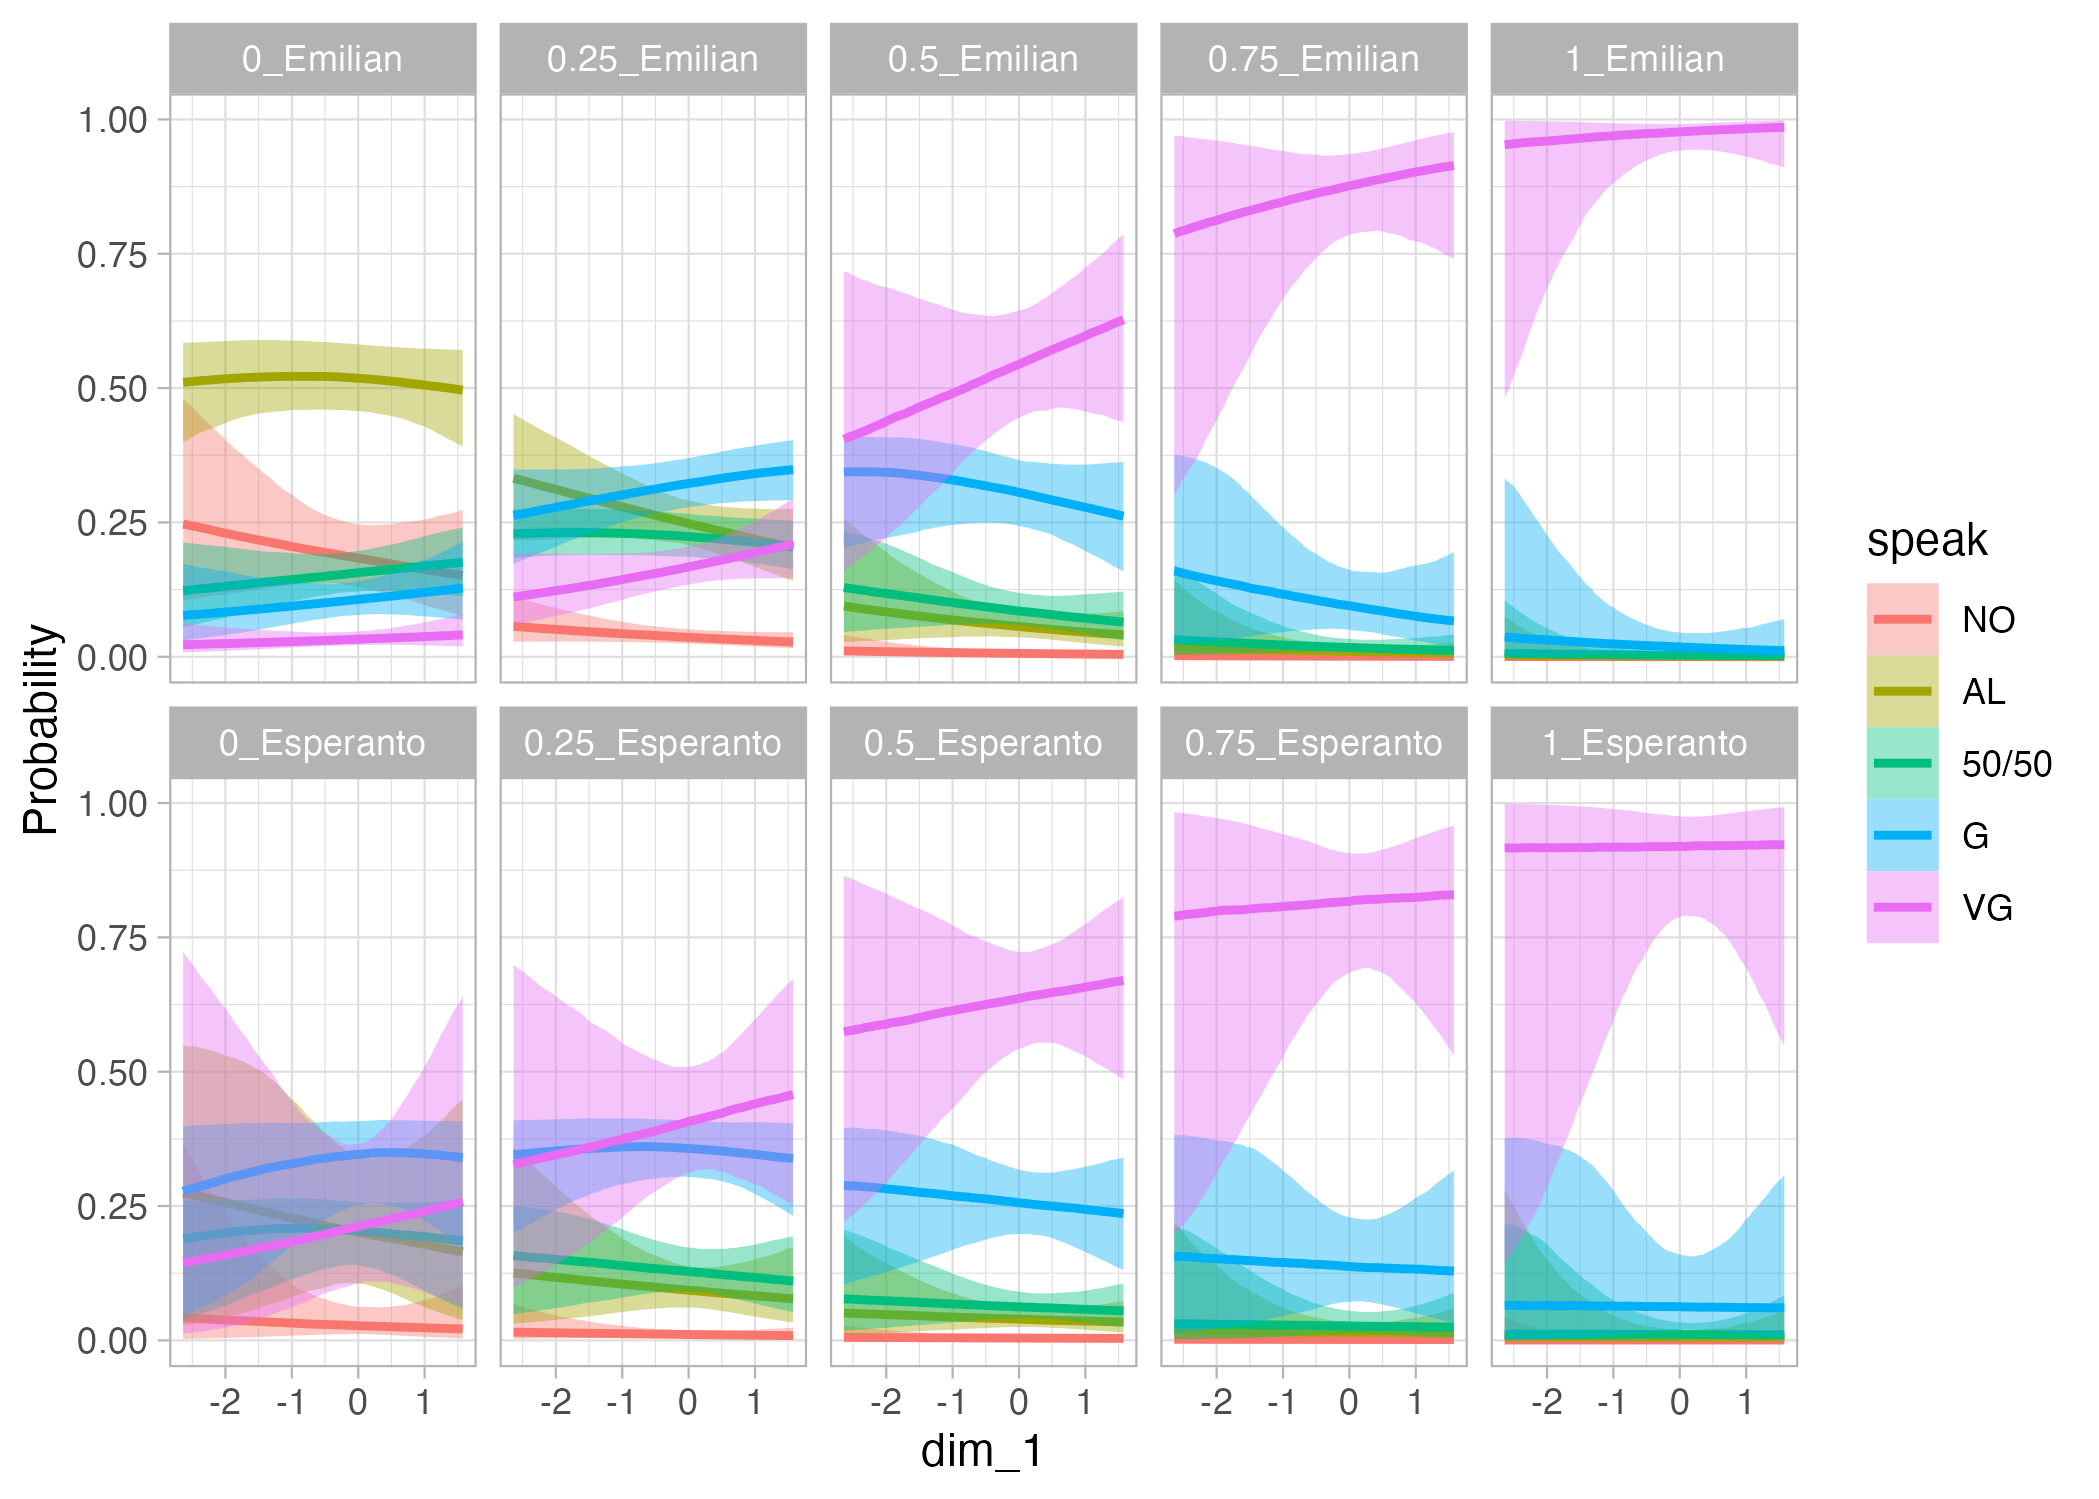 0_Emilian 0.25_Emilian 0.5_Emilian 0.75_Emilian 1_Emilian
1.00
0.75
0.50
0.25
0.00
Probability
0_Esperanto 0.25_Esperanto 0.5_Esperanto 0.75_Esperanto 1_Esperanto
1.00
0.75
0.50
0.25
0.00
-2 -1 0 1 -2 -1 0 1 -2 -1 0 1 -2 -1 0 1 -2 -1 0 1
dim_1
speak
NO
AL
50/50
G
VG